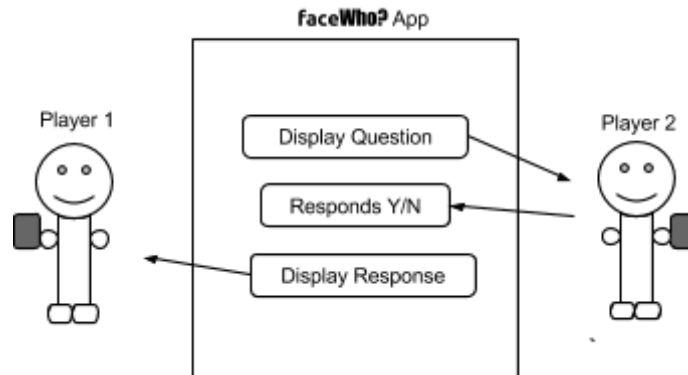 faceWho? App
Player 1
Player 2
Display Question
Responds Y/N
Display Response